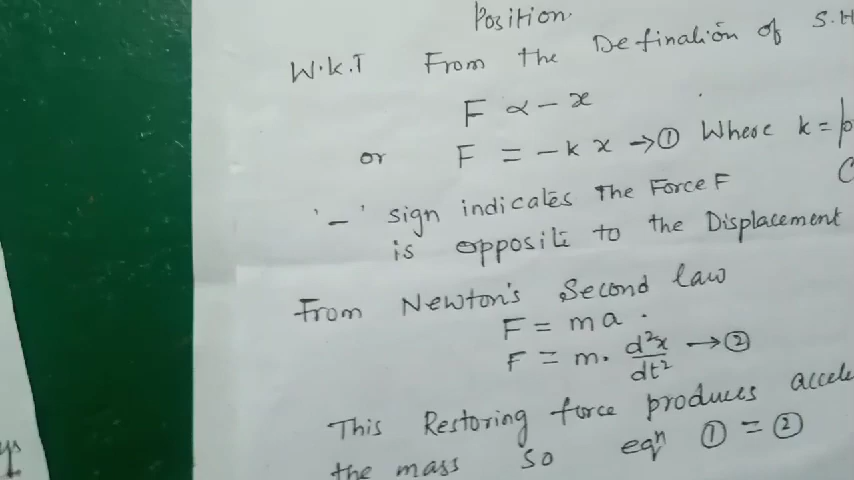 Position.
W.k.T From the Defination of S.H
F ∝ - x
or F = -k x → ① Where k =
'-' sign indicates The Force F
is opposite to the Displacement
From Newton's Second law
F = ma.
F = m. d²x/dt² → ②
This Restoring force produces accele
the mass so eqⁿ ① = ②